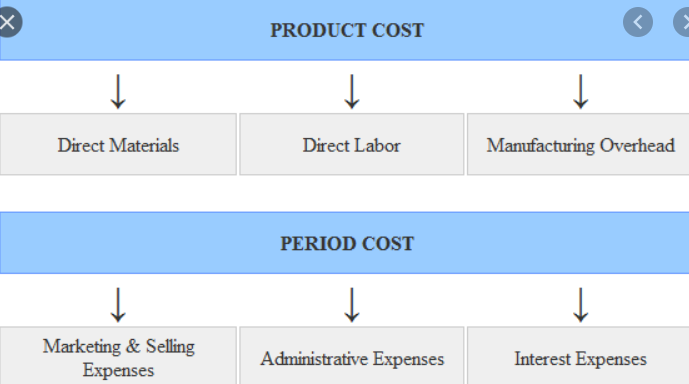 PRODUCT COST
Direct Materials
Direct Labor
Manufacturing Overhead
PERIOD COST
Marketing & Selling
Expenses
Administrative Expenses
Interest Expenses